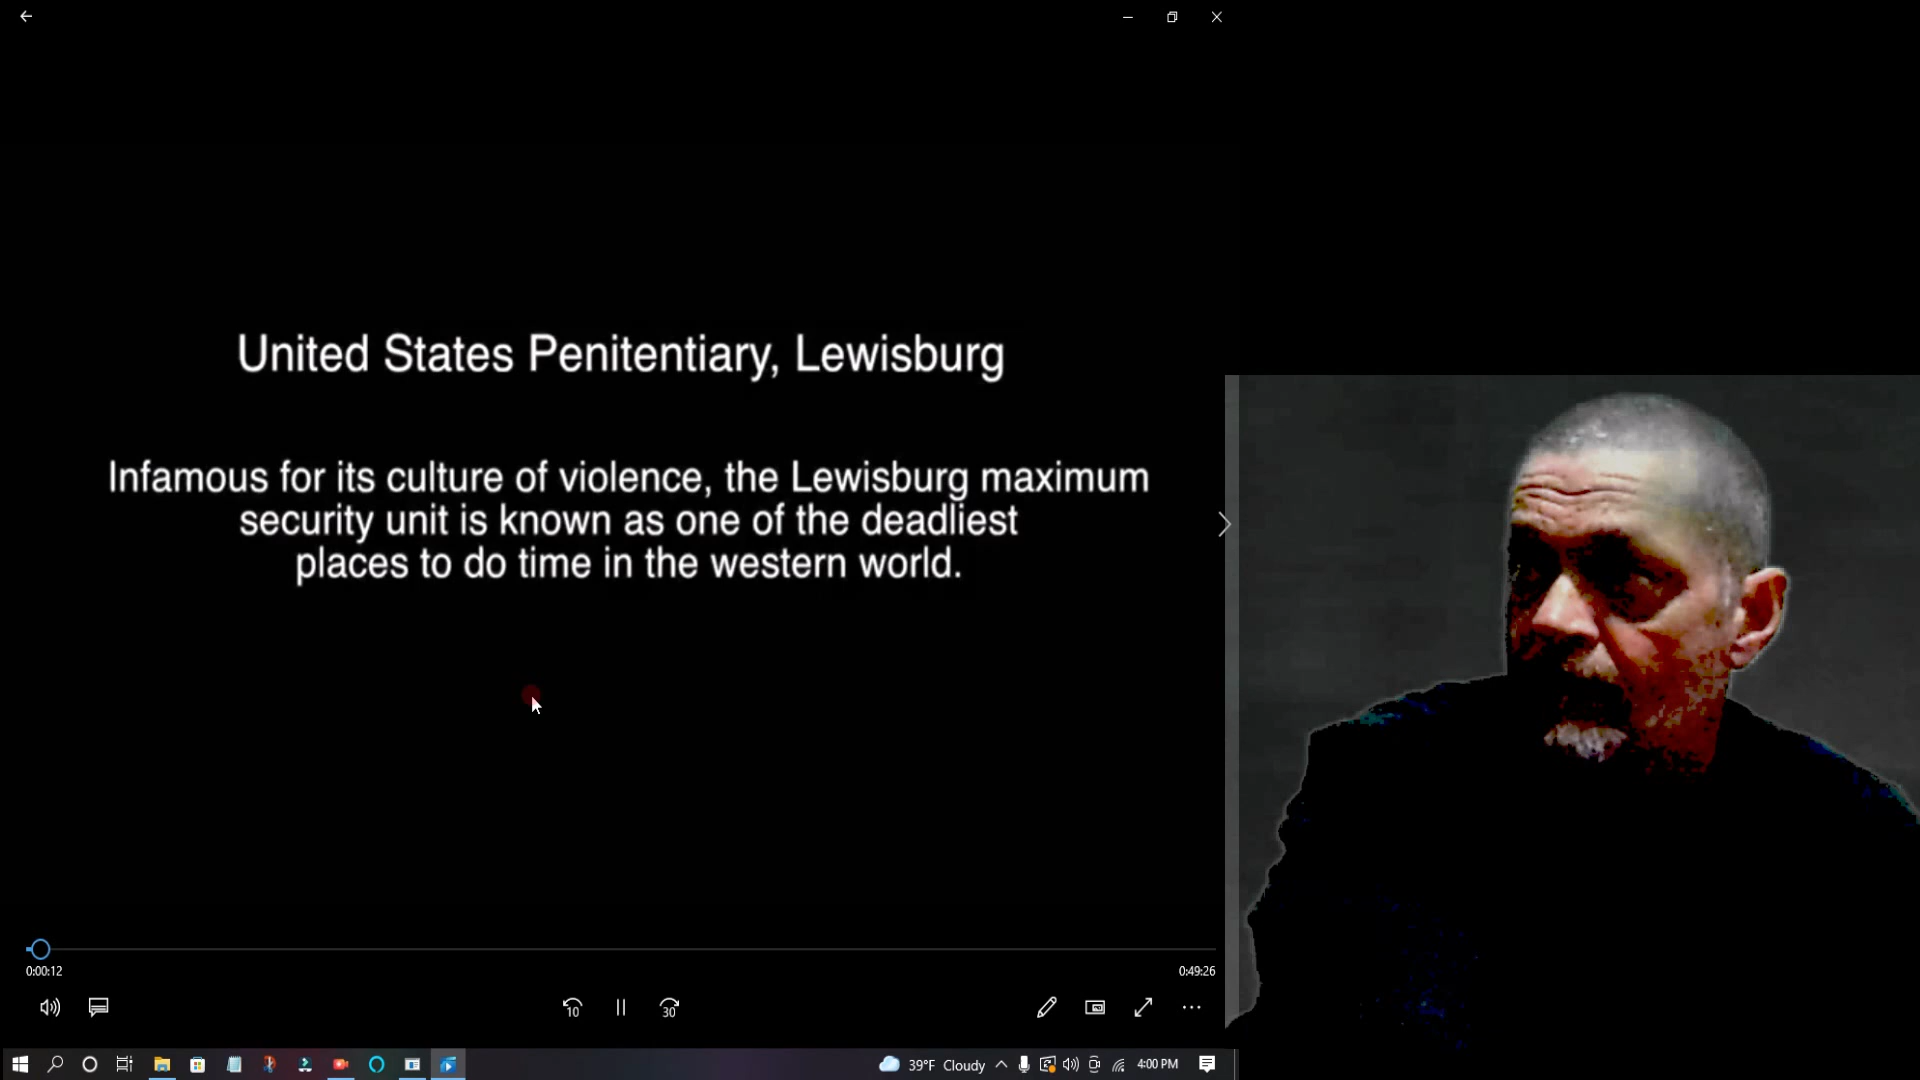 United States Penitentiary, Lewisburg
Infamous for its culture of violence, the Lewisburg maximum
security unit is known as one of the deadliest
places to do time in the western world.
0:00:12
0:49:26
10
30
39°F Cloudy
4:00 PM